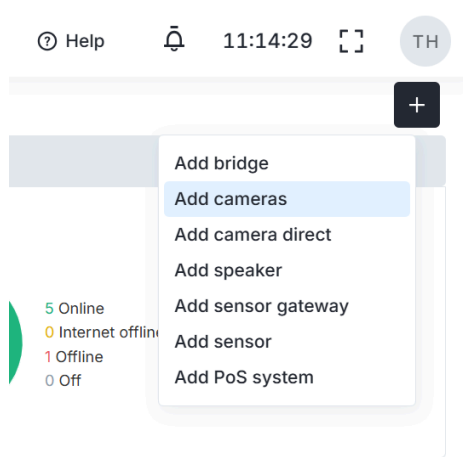 Help
11:14:29
TH
+
Add bridge
Add cameras
Add camera direct
Add speaker
Add sensor gateway
Add sensor
Add PoS system
5 Online
0 Internet offline
1 Offline
0 Off